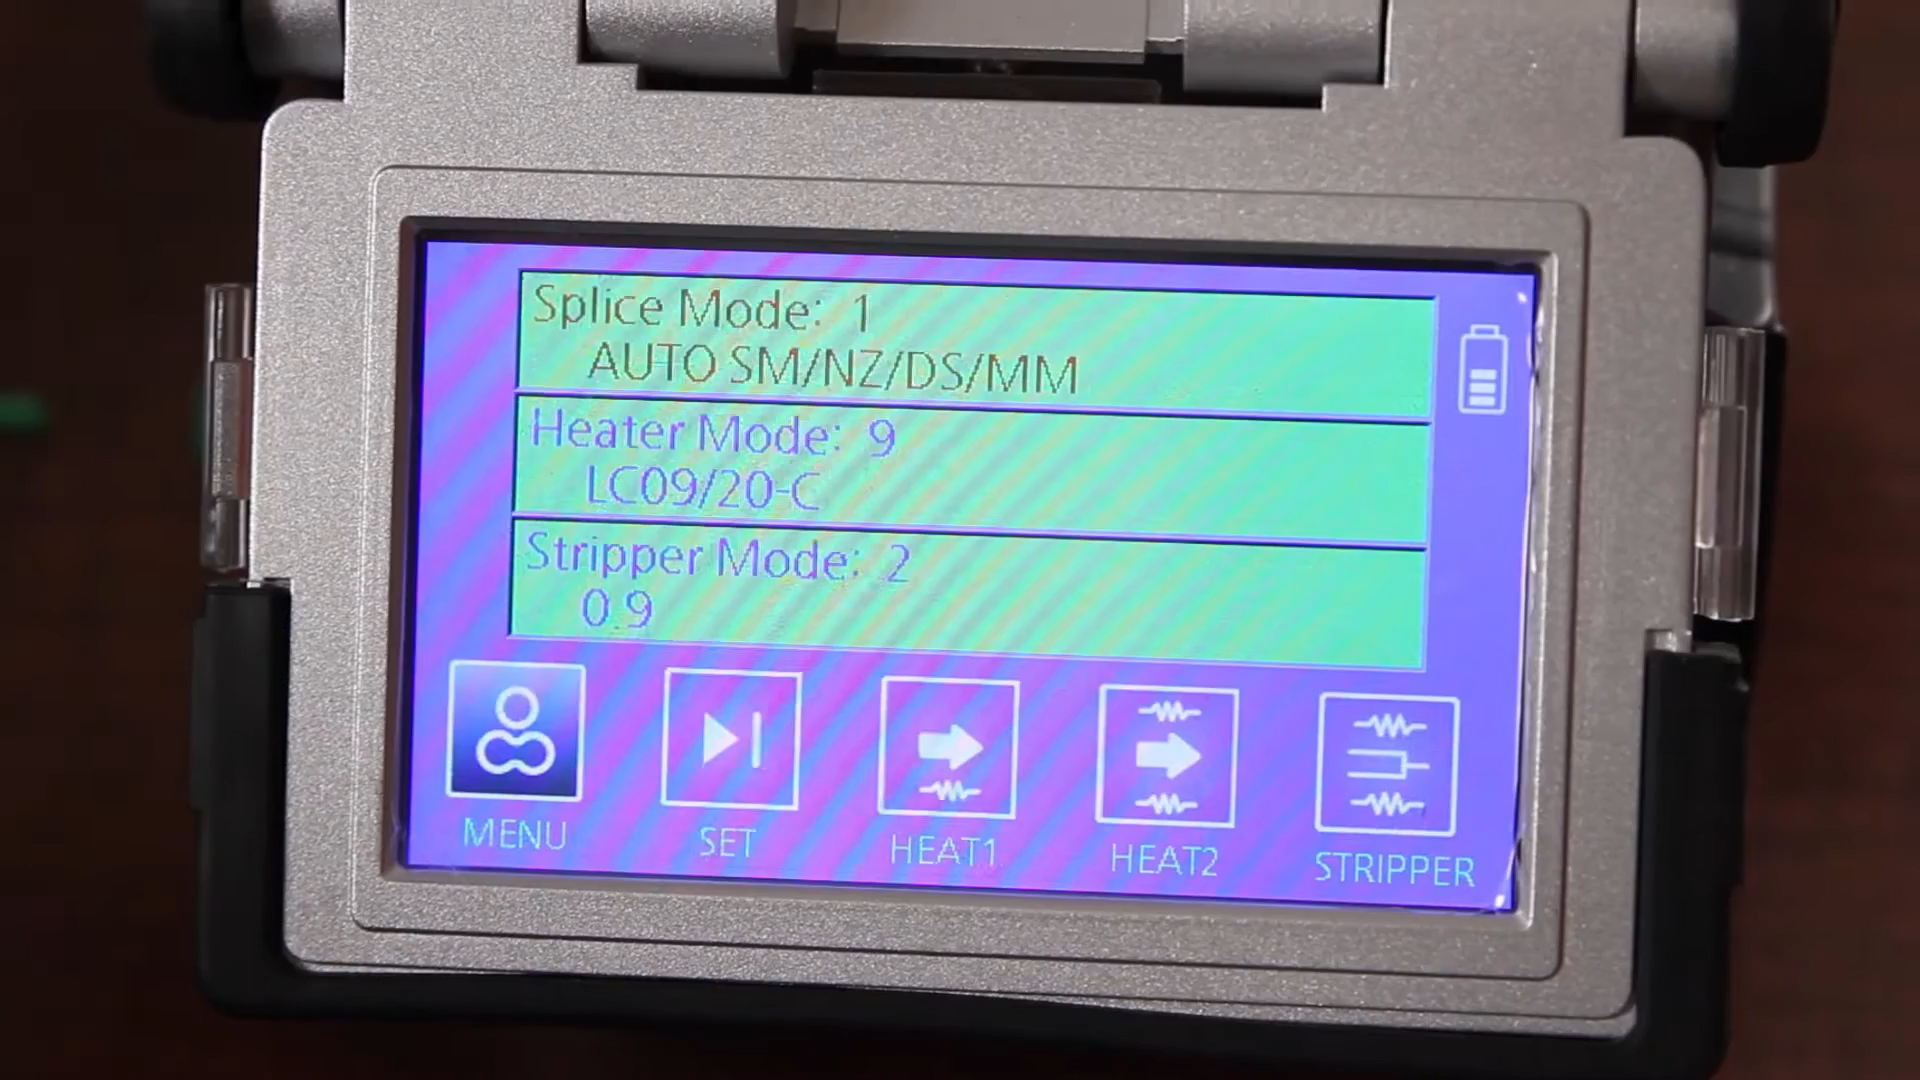 Splice Mode: 1
AUTO SM/NZ/DS/MM
Heater Mode: 9
LC09/20-C
Stripper Mode: 2
0.9
MENU
SET
HEAT1
HEAT2
STRIPPER